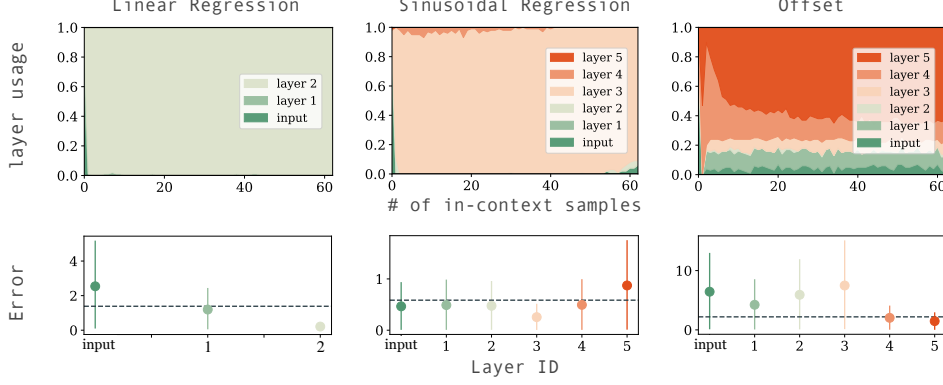 Linear Regression
Sinusoidal Regression
Offset
layer usage
1.0
0.8
0.6
0.4
0.2
0.0
layer 2
layer 1
input
0
20
40
60
1.0
0.8
0.6
0.4
0.2
0.0
layer 5
layer 4
layer 3
layer 2
layer 1
input
0
20
40
60
1.0
0.8
0.6
0.4
0.2
0.0
layer 5
layer 4
layer 3
layer 2
layer 1
input
0
20
40
60
# of in-context samples
Error
4
2
0
input
1
2
1
0
input
1
2
3
4
5
10
0
input
1
2
3
4
5
Layer ID